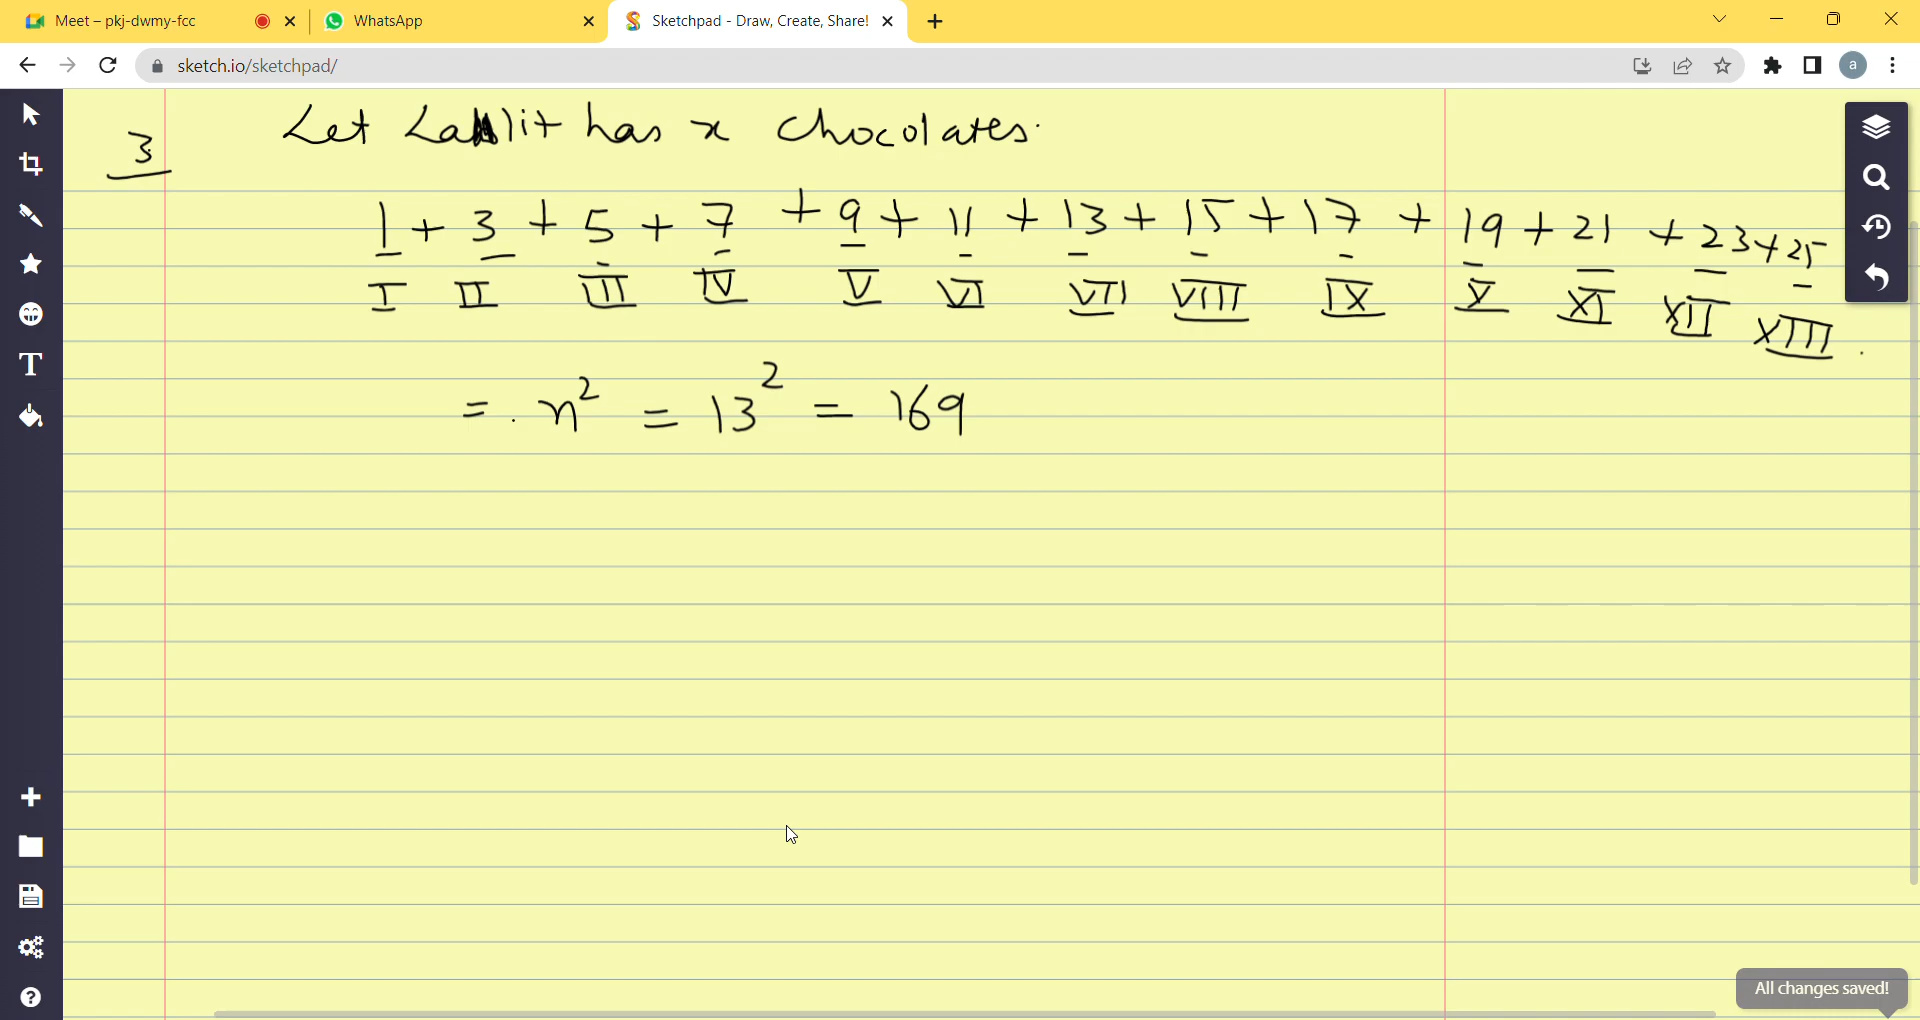 Meet – pkj-dwmy-fcc WhatsApp Sketchpad - Draw, Create, Share!
sketch.io/sketchpad/ a
3 Let Lalit has x chocolates.
1 + 3 + 5 + 7 + 9 + 11 + 13 + 15 + 17 + 19 + 21 + 23 + 25
I II III IV V VI VII VIII IX X XI XII XIII
= n² = 13² = 169
All changes saved!